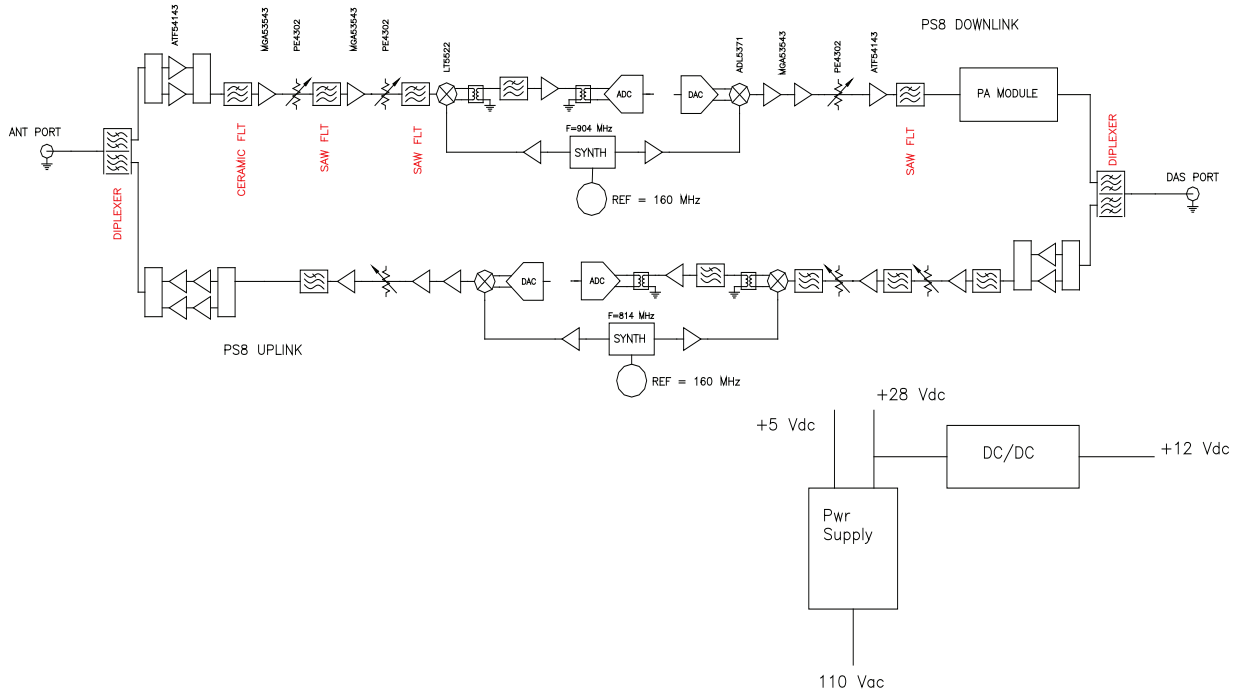 PS8 DOWNLINK
ATF54143
MGA53543
PE4302
MGA53543
PE4302
LT5522
ADL5371
MGA53543
PE4302
ATF54143
ADC
DAC
PA MODULE
ANT PORT
CERAMIC FLT
SAW FLT
SAW FLT
F=904 MHz
SYNTH
REF = 160 MHz
SAW FLT
DIPLEXER
DIPLEXER
DAS PORT
DAC
ADC
F=814 MHz
SYNTH
REF = 160 MHz
PS8 UPLINK
+28 Vdc
+5 Vdc
DC/DC
+12 Vdc
Pwr
Supply
110 Vac